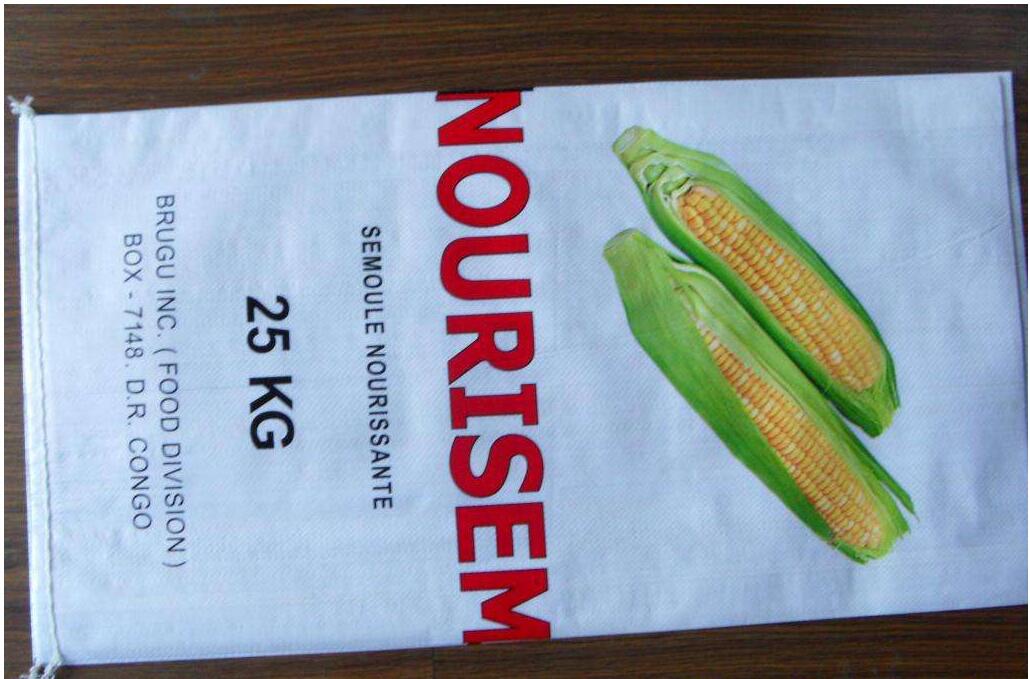 NOURISEM
SEMOULE NOURISSANTE
25 KG
BRUGU INC. ( FOOD DIVISION )
BOX - 7148. D.R. CONGO